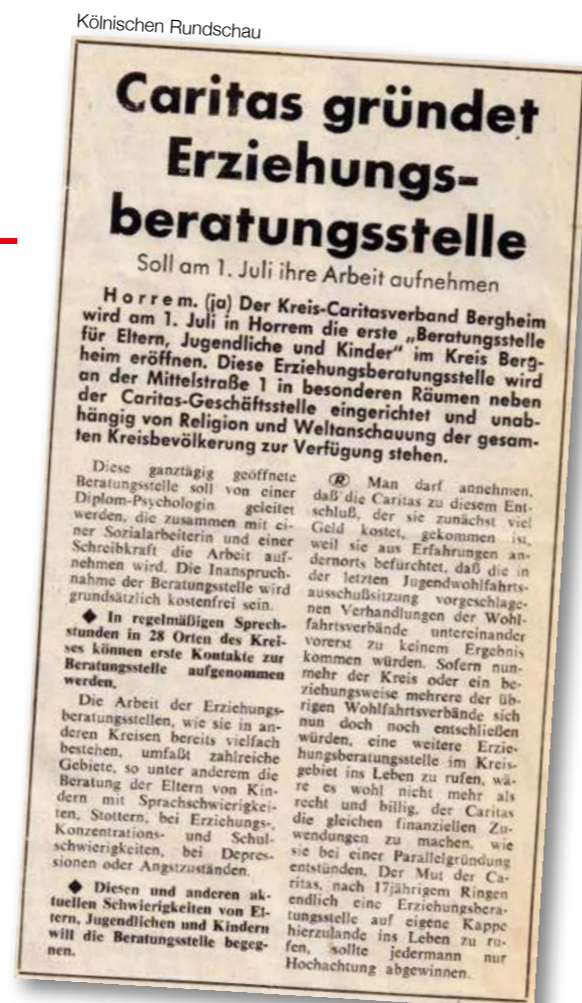 Kölnischen Rundschau
Caritas gründet
Erziehungs-
beratungsstelle
Soll am 1. Juli ihre Arbeit aufnehmen
Horrem. (ja) Der Kreis-Caritasverband Bergheim
wird am 1. Juli in Horrem die erste „Beratungsstelle
für Eltern, Jugendliche und Kinder" im Kreis Berg-
heim eröffnen. Diese Erziehungsberatungsstelle wird
an der Mittelstraße 1 in besonderen Räumen neben
der Caritas-Geschäftsstelle eingerichtet und unab-
hängig von Religion und Weltanschauung der gesam-
ten Kreisbevölkerung zur Verfügung stehen.
Diese ganztägig geöffnete
Beratungsstelle soll von einer
Diplom-Psychologin geleitet
werden, die zusammen mit ei-
ner Sozialarbeiterin und einer
Schreibkraft die Arbeit auf-
nehmen wird. Die Inanspruch-
nahme der Beratungsstelle wird
grundsätzlich kostenfrei sein.
◆ In regelmäßigen Sprech-
stunden in 28 Orten des Krei-
ses können erste Kontakte zur
Beratungsstelle aufgenommen
werden.
Die Arbeit der Erziehungs-
beratungsstellen, wie sie in an-
deren Kreisen bereits vielfach
bestehen, umfaßt zahlreiche
Gebiete, so unter anderem die
Beratung der Eltern von Kin-
dern mit Sprachschwierigkei-
ten, Stottern, bei Erziehungs-,
Konzentrations- und Schul-
schwierigkeiten, bei Depres-
sionen oder Angstzuständen.
◆ Diesen und anderen ak-
tuellen Schwierigkeiten von El-
tern, Jugendlichen und Kindern
will die Beratungsstelle begeg-
nen.
Ⓡ Man darf annehmen,
daß die Caritas zu diesem Ent-
schluß, der sie zunächst viel
Geld kostet, gekommen ist,
weil sie aus Erfahrungen an-
dernorts befürchtet, daß die in
der letzten Jugendwohlfahrts-
ausschußsitzung vorgeschlage-
nen Verhandlungen der Wohl-
fahrtsverbände untereinander
vorerst zu keinem Ergebnis
kommen würden. Sofern nun-
mehr der Kreis oder ein be-
ziehungsweise mehrere der üb-
rigen Wohlfahrtsverbände sich
nun doch noch entschließen
würden, eine weitere Erzie-
hungsberatungsstelle im Kreis-
gebiet ins Leben zu rufen, wä-
re es wohl nicht mehr als
recht und billig, der Caritas
die gleichen finanziellen Zu-
wendungen zu machen, wie
sie bei einer Parallelgründung
entstünden. Der Mut der Ca-
ritas, nach 17jährigem Ringen
endlich eine Erziehungsbera-
tungsstelle auf eigene Kappe
hierzulande ins Leben zu ru-
fen, sollte jedermann nur
Hochachtung abgewinnen.